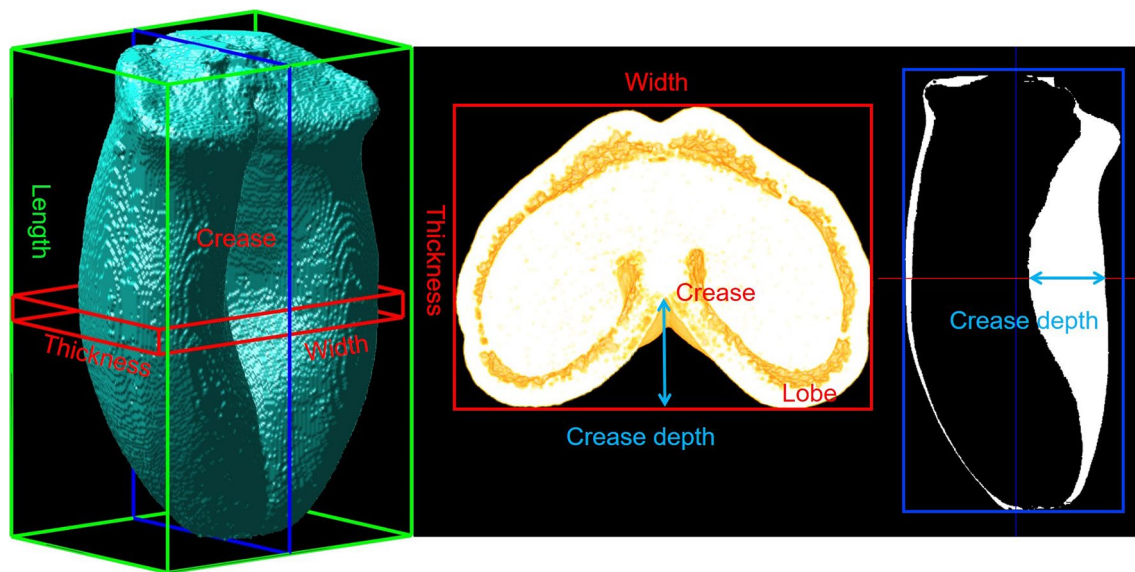 Length
Crease
Thickness
Width
Width
Thickness
Crease
Lobe
Crease depth
Crease depth